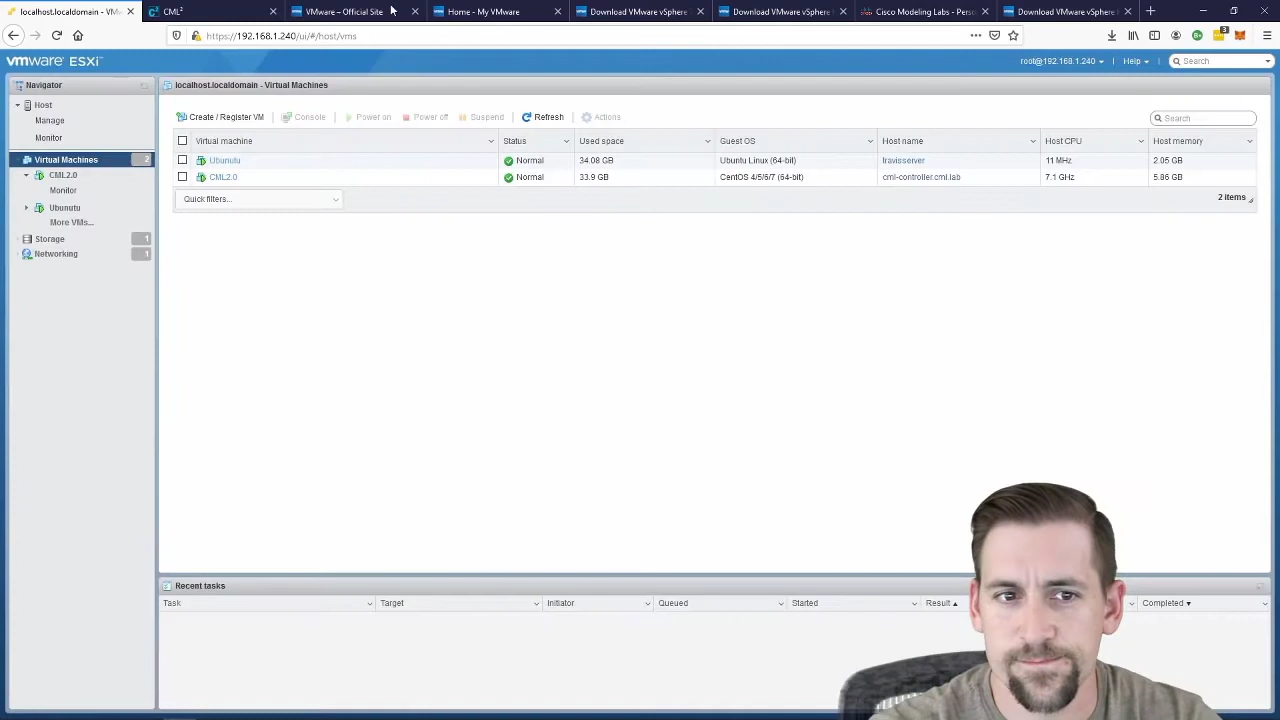 localhost.localdomain - VM
CML²
VMware – Official Site
Home - My VMware
Download VMware vSphere
Download VMware vSphere
Cisco Modeling Labs - Perso
Download VMware vSphere
https://192.168.1.240/ui/#/host/vms
3
vmware ESXi
root@192.168.1.240
Help
Search
Navigator
localhost.localdomain - Virtual Machines
Host
Manage
Monitor
Virtual Machines 2
CML2.0
Monitor
Ubunutu
More VMs...
Storage 1
Networking 1
Create / Register VM
Console
Power on
Power off
Suspend
Refresh
Actions
Search
Virtual machine Status Used space Guest OS Host name Host CPU Host memory
Ubunutu Normal 34.08 GB Ubuntu Linux (64-bit) travisserver 11 MHz 2.05 GB
CML2.0 Normal 33.9 GB CentOS 4/5/6/7 (64-bit) cml-controller.cml.lab 7.1 GHz 5.86 GB
Quick filters...
2 items
Recent tasks
Task Target Initiator Queued Started Result Completed